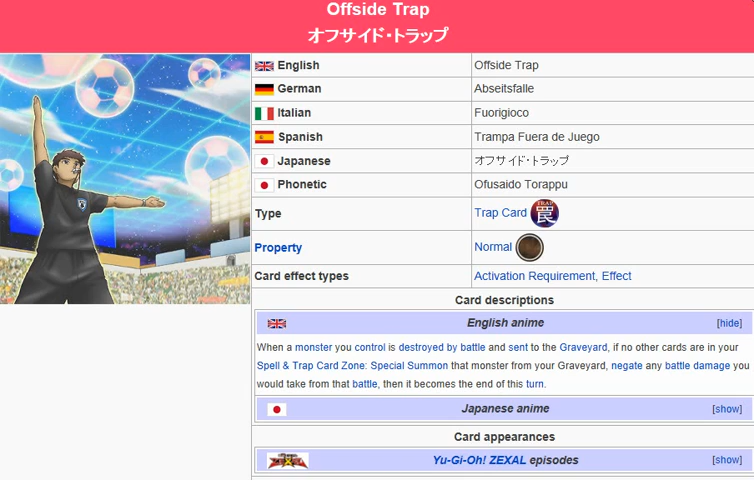 Offside Trap
オフサイド・トラップ
English Offside Trap
German Abseitsfalle
Italian Fuorigioco
Spanish Trampa Fuera de Juego
Japanese オフサイド・トラップ
Phonetic Ofusaido Torappu
Type Trap Card TRAP 罠
Property Normal
Card effect types Activation Requirement, Effect
Card descriptions
English anime [hide]
When a monster you control is destroyed by battle and sent to the Graveyard, if no other cards are in your
Spell & Trap Card Zone: Special Summon that monster from your Graveyard, negate any battle damage you
would take from that battle, then it becomes the end of this turn.
Japanese anime [show]
Card appearances
ZEXAL Yu-Gi-Oh! ZEXAL episodes [show]